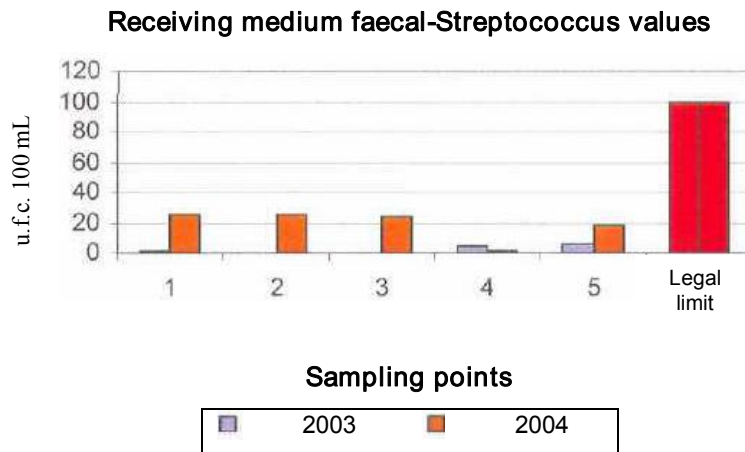 Receiving medium faecal-Streptococcus values
u.f.c. 100 mL
120
100
80
60
40
20
0
1 2 3 4 5 Legal limit
Sampling points
2003 2004